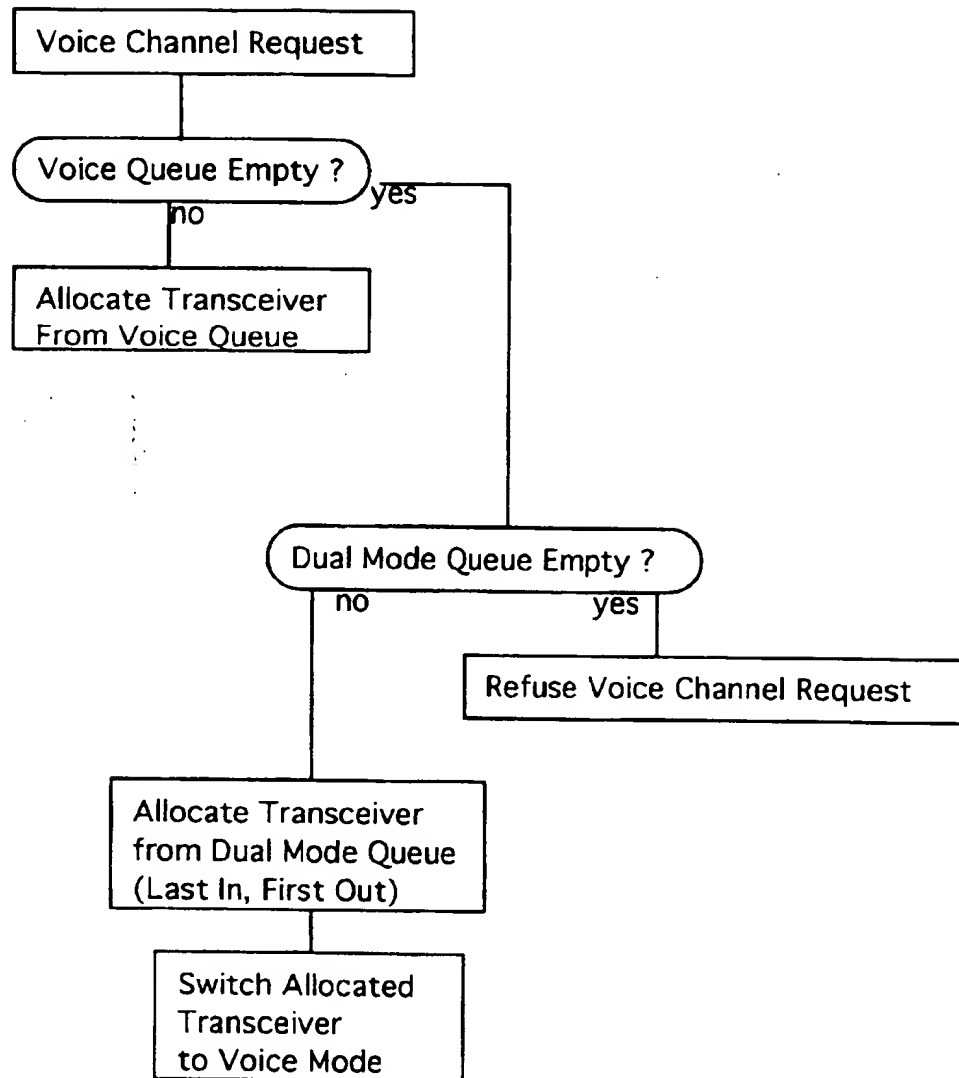 Voice Channel Request
Voice Queue Empty ?
yes
no
Allocate Transceiver
From Voice Queue
Dual Mode Queue Empty ?
no
yes
Refuse Voice Channel Request
Allocate Transceiver
from Dual Mode Queue
(Last In, First Out)
Switch Allocated
Transceiver
to Voice Mode